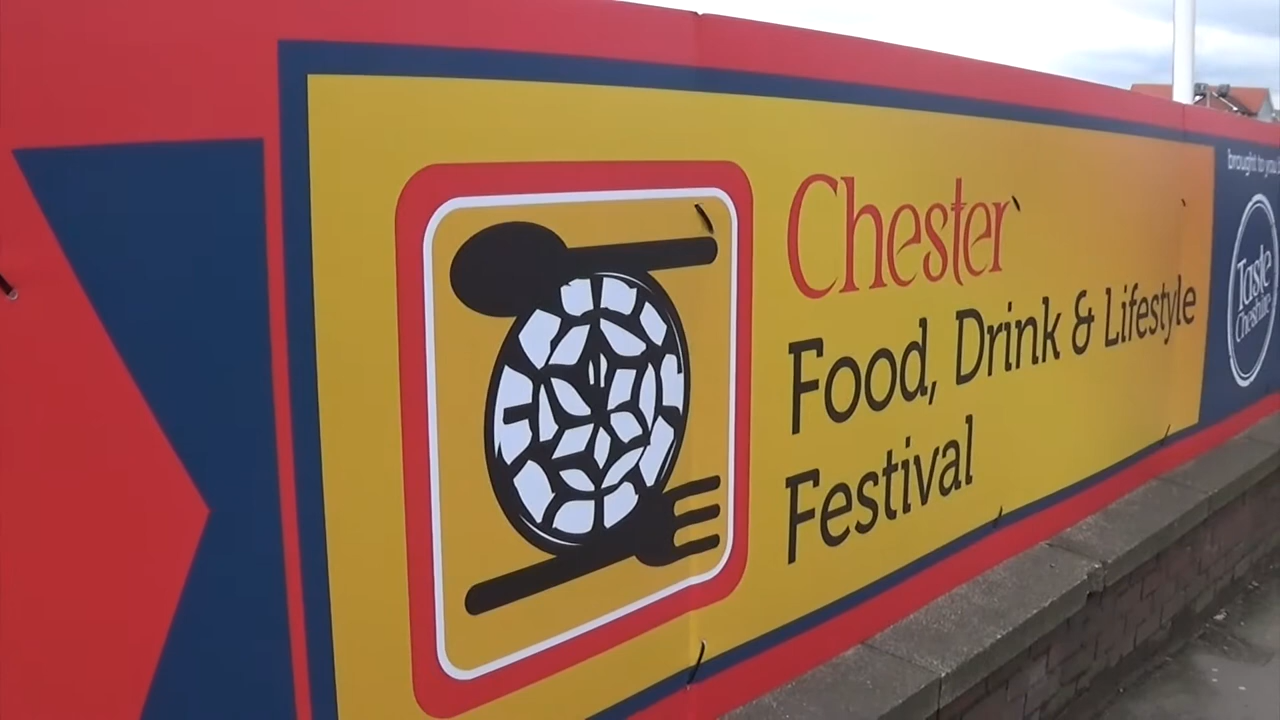 Chester
Food, Drink & Lifestyle
Festival
brought to you
Taste
Cheshire